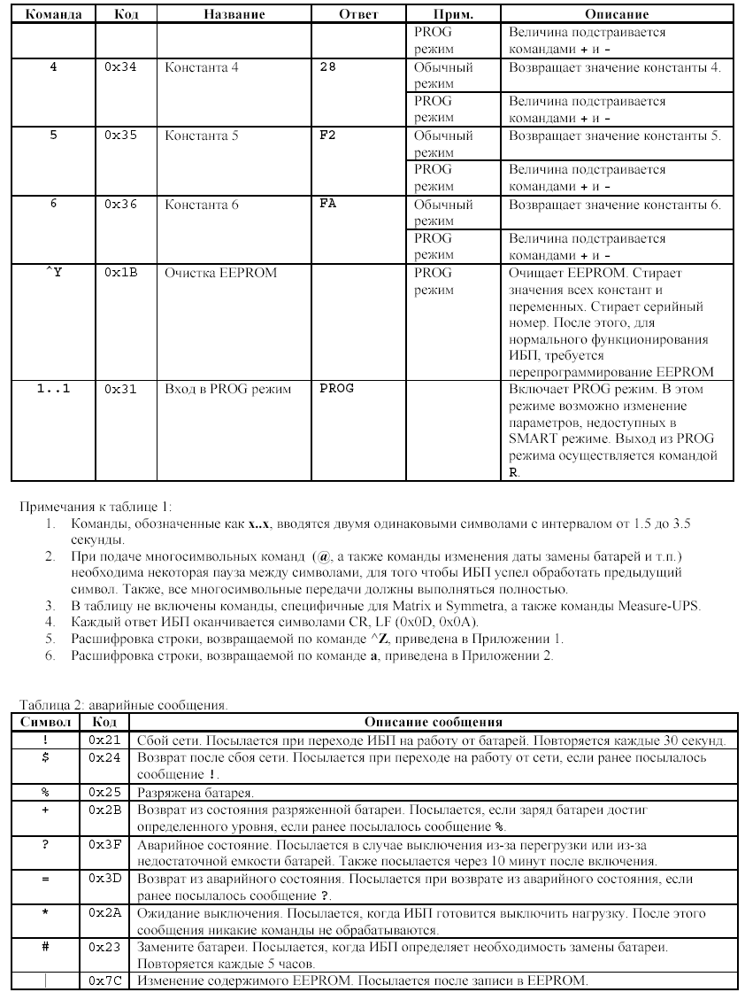 Команда Код Название Ответ Прим. Описание
PROG Величина подстраивается
режим командами + и -
4 0x34 Константа 4 28 Обычный Возвращает значение константы 4.
режим
PROG Величина подстраивается
режим командами + и -
5 0x35 Константа 5 F2 Обычный Возвращает значение константы 5.
режим
PROG Величина подстраивается
режим командами + и -
6 0x36 Константа 6 FA Обычный Возвращает значение константы 6.
режим
PROG Величина подстраивается
режим командами + и -
^Y 0x1B Очистка EEPROM PROG Очищает EEPROM. Стирает
режим значения всех констант и
переменных. Стирает серийный
номер. После этого, для
нормального функционирования
ИБП, требуется
перепрограммирование EEPROM
1..1 0x31 Вход в PROG режим PROG Включает PROG режим. В этом
режиме возможно изменение
параметров, недоступных в
SMART режиме. Выход из PROG
режима осуществляется командой
R.
Примечания к таблице 1:
1. Команды, обозначенные как x..x, вводятся двумя одинаковыми символами с интервалом от 1.5 до 3.5
секунды.
2. При подаче многосимвольных команд (@, а также команды изменения даты замены батарей и т.п.)
необходима некоторая пауза между символами, для того чтобы ИБП успел обработать предыдущий
символ. Также, все многосимвольные передачи должны выполняться полностью.
3. В таблицу не включены команды, специфичные для Matrix и Symmetra, а также команды Measure-UPS.
4. Каждый ответ ИБП оканчивается символами CR, LF (0x0D, 0x0A).
5. Расшифровка строки, возвращаемой по команде ^Z, приведена в Приложении 1.
6. Расшифровка строки, возвращаемой по команде a, приведена в Приложении 2.
Таблица 2: аварийные сообщения.
Символ Код Описание сообщения
! 0x21 Сбой сети. Посылается при переходе ИБП на работу от батарей. Повторяется каждые 30 секунд.
$ 0x24 Возврат после сбоя сети. Посылается при переходе на работу от сети, если ранее посылалось
сообщение !.
% 0x25 Разряжена батарея.
+ 0x2B Возврат из состояния разряженной батареи. Посылается, если заряд батареи достиг
определенного уровня, если ранее посылалось сообщение %.
? 0x3F Аварийное состояние. Посылается в случае выключения из-за перегрузки или из-за
недостаточной емкости батарей. Также посылается через 10 минут после включения.
= 0x3D Возврат из аварийного состояния. Посылается при возврате из аварийного состояния, если
ранее посылалось сообщение ?.
* 0x2A Ожидание выключения. Посылается, когда ИБП готовится выключить нагрузку. После этого
сообщения никакие команды не обрабатываются.
# 0x23 Замените батареи. Посылается, когда ИБП определяет необходимость замены батареи.
Повторяется каждые 5 часов.
| 0x7C Изменение содержимого EEPROM. Посылается после записи в EEPROM.